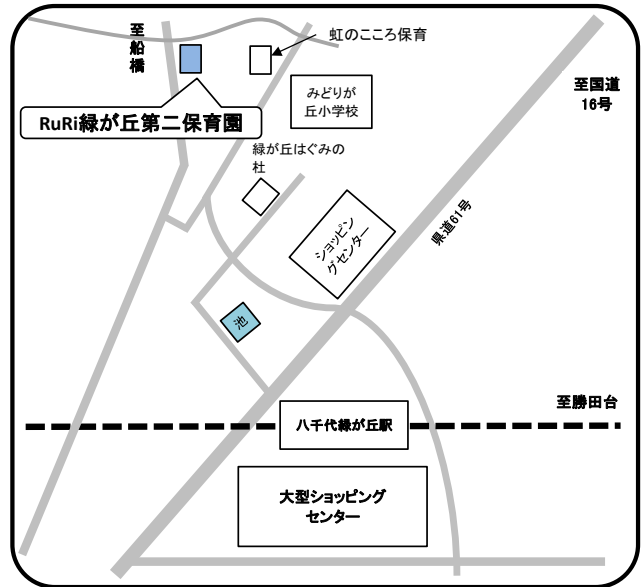 至船橋
虹のこころ保育
みどりが
丘小学校
至国道
16号
RuRi緑が丘第二保育園
緑が丘はぐみの
杜
ショッピン
グセンター
県道61号
池
至勝田台
八千代緑が丘駅
大型ショッピング
センター